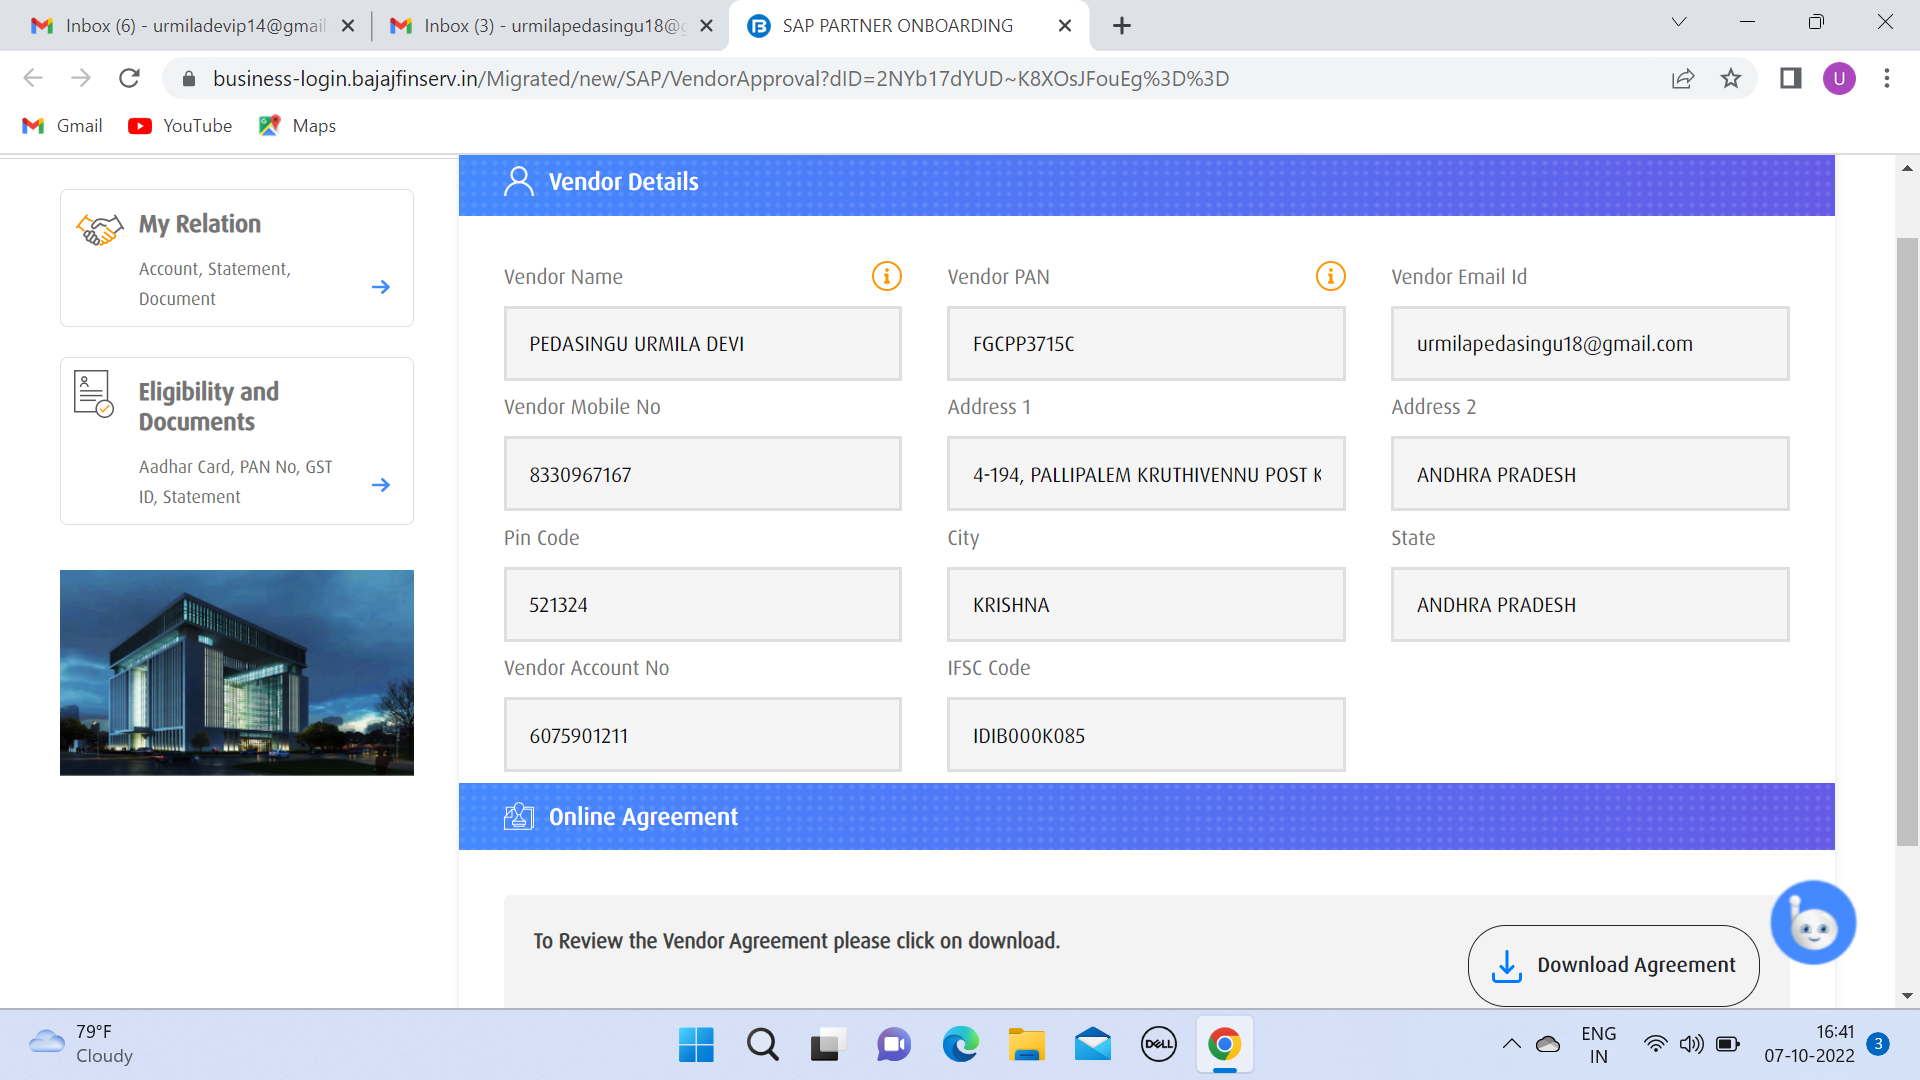 Inbox (6) - urmiladevip14@gmail
Inbox (3) - urmilapedasingu18@g
SAP PARTNER ONBOARDING
business-login.bajajfinserv.in/Migrated/new/SAP/VendorApproval?dID=2NYb17dYUD~K8XOsJFouEg%3D%3D
U
Gmail
YouTube
Maps
My Relation
Account, Statement,
Document
Eligibility and
Documents
Aadhar Card, PAN No, GST
ID, Statement
Vendor Details
Vendor Name
Vendor PAN
Vendor Email Id
PEDASINGU URMILA DEVI
FGCPP3715C
urmilapedasingu18@gmail.com
Vendor Mobile No
Address 1
Address 2
8330967167
4-194, PALLIPALEM KRUTHIVENNU POST K
ANDHRA PRADESH
Pin Code
City
State
521324
KRISHNA
ANDHRA PRADESH
Vendor Account No
IFSC Code
6075901211
IDIB000K085
Online Agreement
To Review the Vendor Agreement please click on download.
Download Agreement
79°F
Cloudy
DELL
ENG
IN
16:41
07-10-2022
3